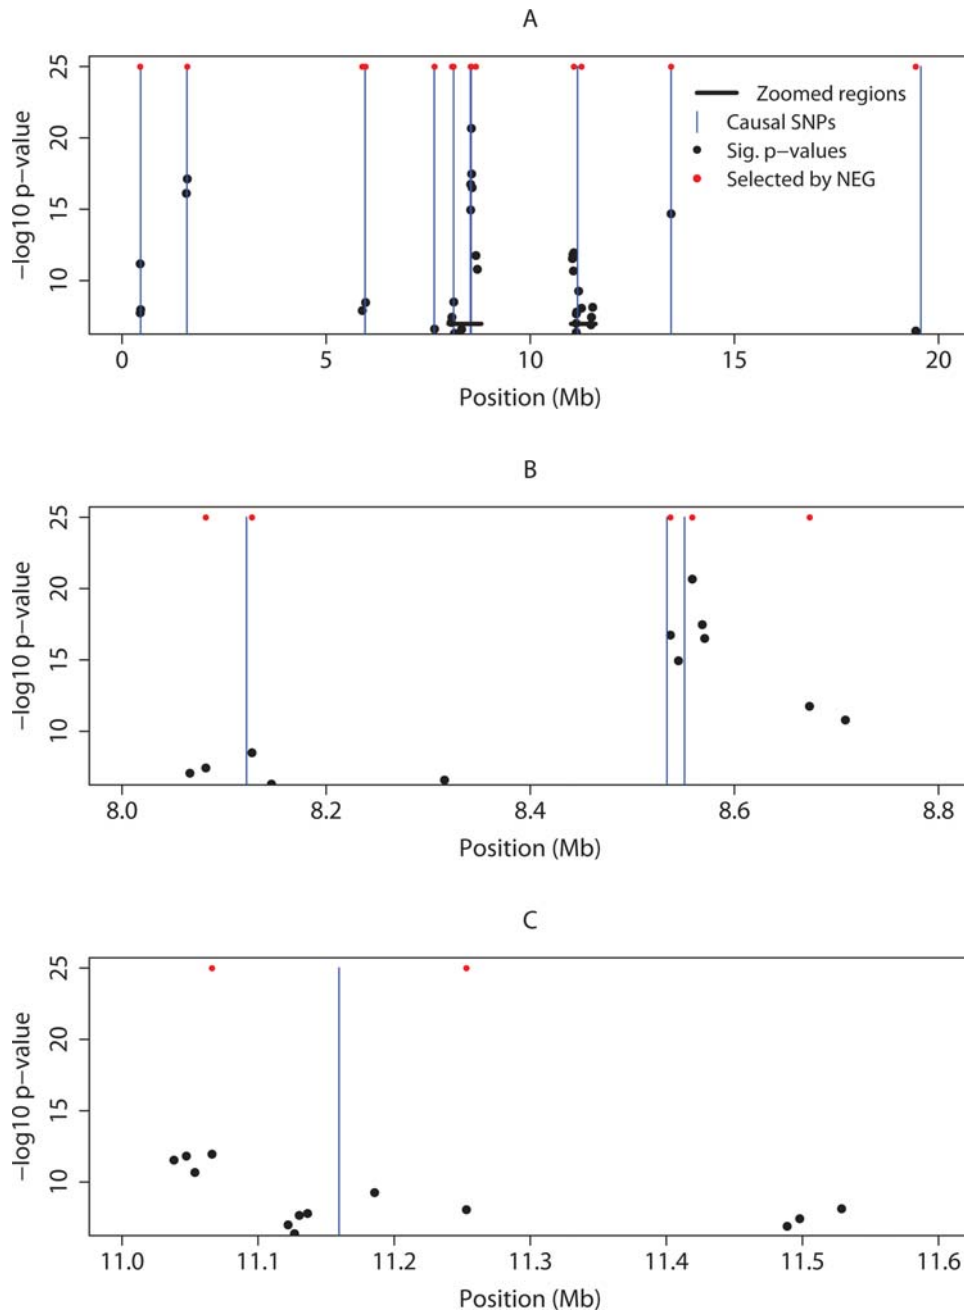 A
25
20
15
10
−log10 p−value
Zoomed regions
Causal SNPs
Sig. p−values
Selected by NEG
0 5 10 15 20
Position (Mb)
B
25
20
15
10
−log10 p−value
8.0 8.2 8.4 8.6 8.8
Position (Mb)
C
25
20
15
10
−log10 p−value
11.0 11.1 11.2 11.3 11.4 11.5 11.6
Position (Mb)